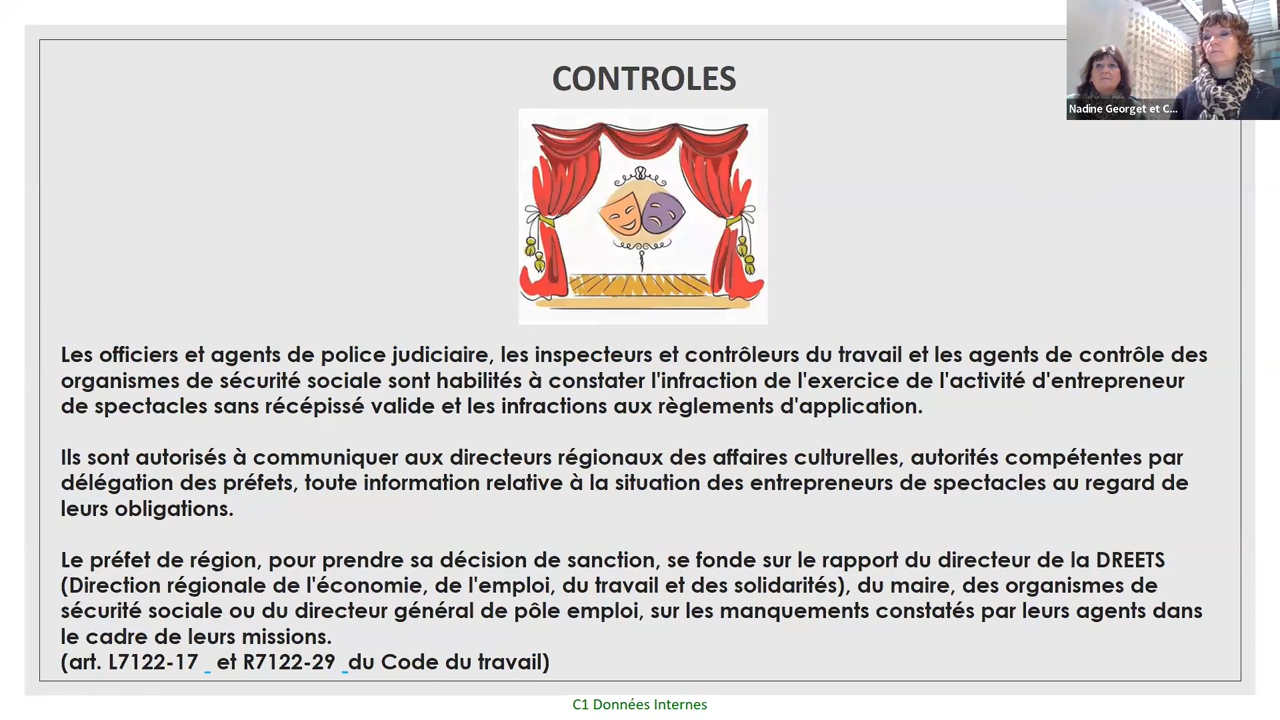 CONTROLES
Nadine Georget et C...
Les officiers et agents de police judiciaire, les inspecteurs et contrôleurs du travail et les agents de contrôle des
organismes de sécurité sociale sont habilités à constater l'infraction de l'exercice de l'activité d'entrepreneur
de spectacles sans récépissé valide et les infractions aux règlements d'application.
Ils sont autorisés à communiquer aux directeurs régionaux des affaires culturelles, autorités compétentes par
délégation des préfets, toute information relative à la situation des entrepreneurs de spectacles au regard de
leurs obligations.
Le préfet de région, pour prendre sa décision de sanction, se fonde sur le rapport du directeur de la DREETS
(Direction régionale de l'économie, de l'emploi, du travail et des solidarités), du maire, des organismes de
sécurité sociale ou du directeur général de pôle emploi, sur les manquements constatés par leurs agents dans
le cadre de leurs missions.
(art. L7122-17 et R7122-29 du Code du travail)
C1 Données Internes